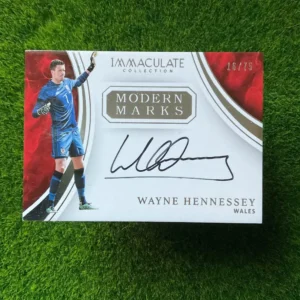 IMMACULATE
COLLECTION
MODERN
MARKS
WAYNE HENNESSEY
WALES